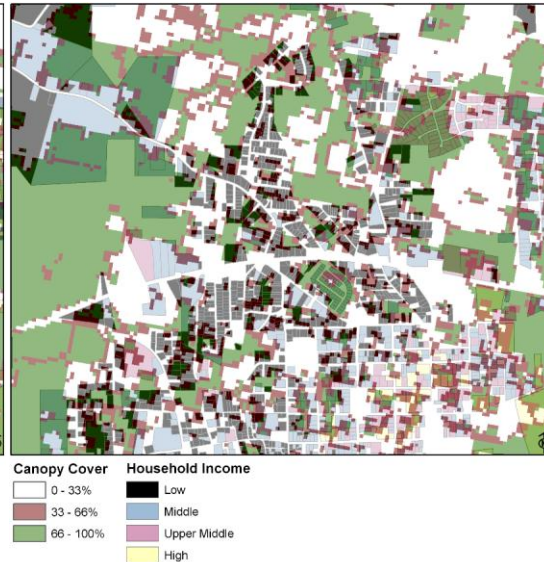 Canopy Cover
0 - 33%
33 - 66%
66 - 100%
Household Income
Low
Middle
Upper Middle
High